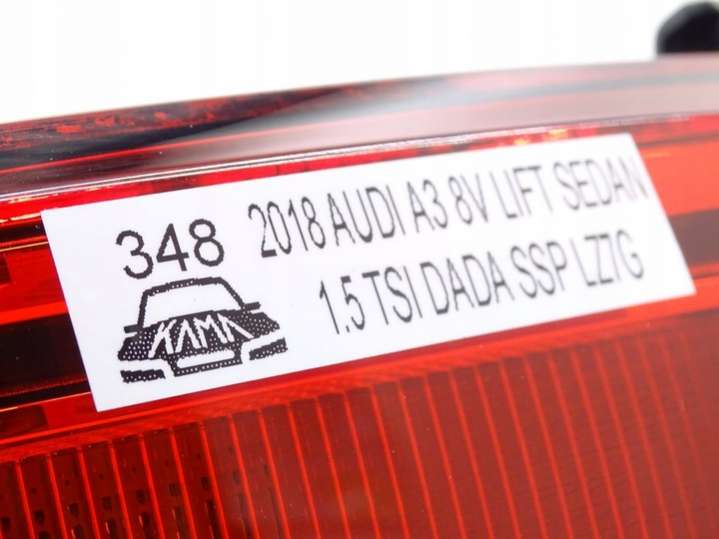 348
KAMA
2018 AUDI A3 8V LIFT SEDAN
1.5 TSI DADA SSP LZ7G